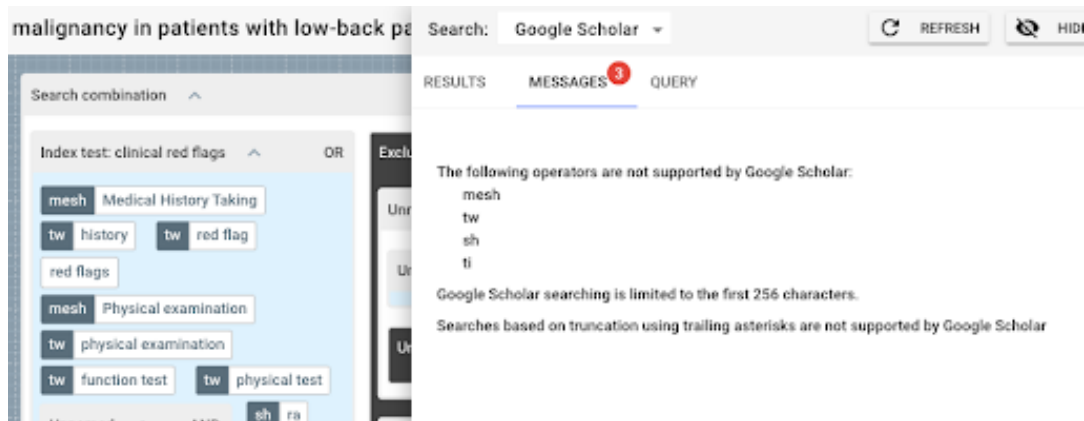 malignancy in patients with low-back pa
Search combination
Index test: clinical red flags OR
mesh Medical History Taking
tw history tw red flag
red flags
mesh Physical examination
tw physical examination
tw function test tw physical test
sh ra
Exclu
Unr
Ur
Ur
Search: Google Scholar
REFRESH HIDE
RESULTS MESSAGES 3 QUERY
The following operators are not supported by Google Scholar:
mesh
tw
sh
ti
Google Scholar searching is limited to the first 256 characters.
Searches based on truncation using trailing asterisks are not supported by Google Scholar